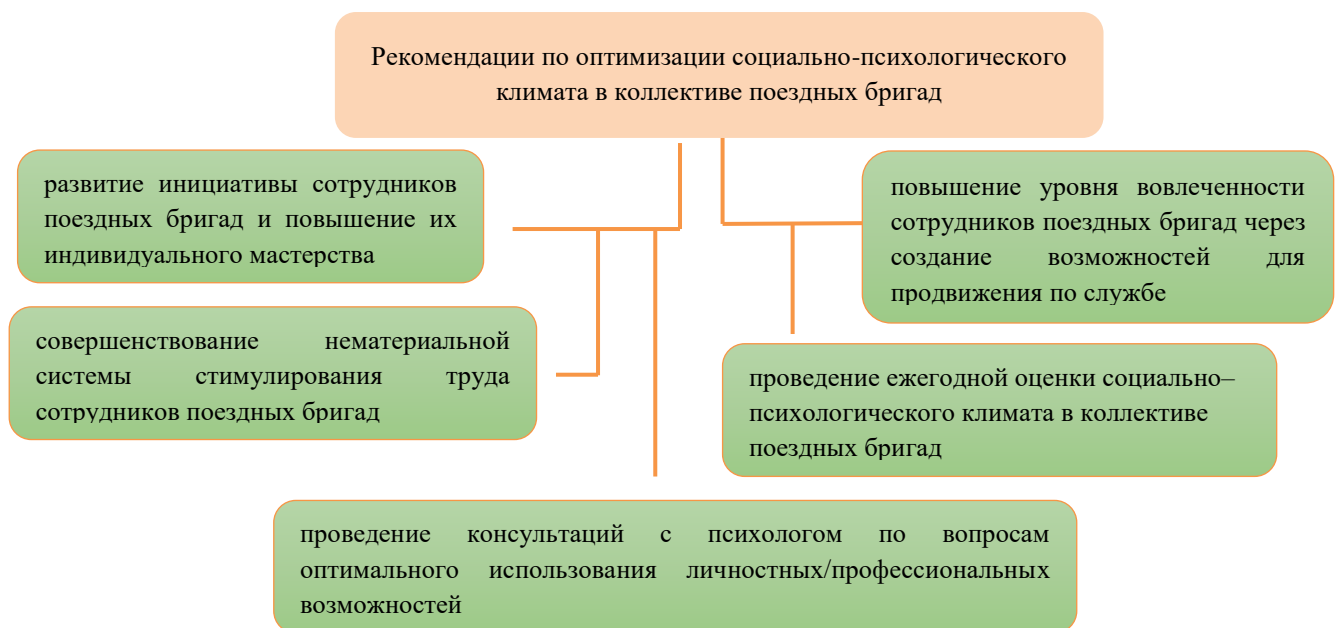 Рекомендации по оптимизации социально-психологического
климата в коллективе поездных бригад
развитие инициативы сотрудников
поездных бригад и повышение их
индивидуального мастерства
повышение уровня вовлеченности
сотрудников поездных бригад через
создание возможностей для
продвижения по службе
совершенствование нематериальной
системы стимулирования труда
сотрудников поездных бригад
проведение ежегодной оценки социально–
психологического климата в коллективе
поездных бригад
проведение консультаций с психологом по вопросам
оптимального использования личностных/профессиональных
возможностей